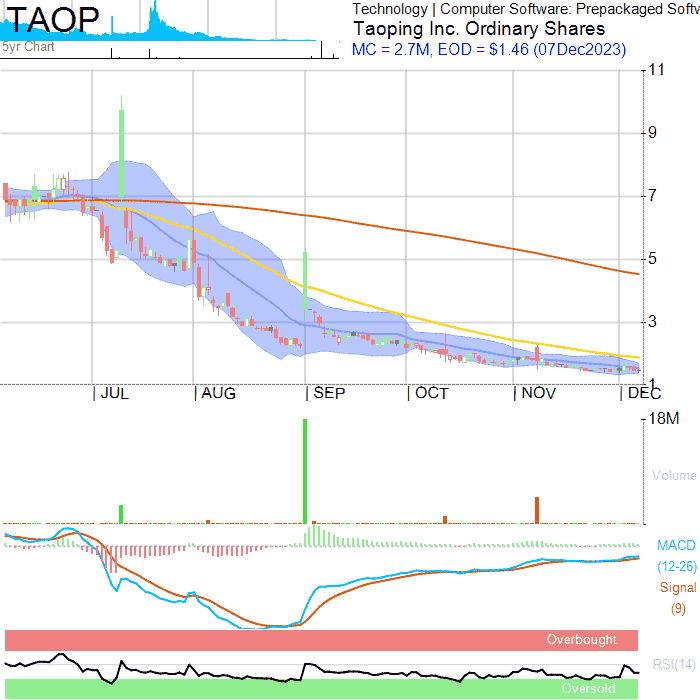 TAOP
Technology | Computer Software: Prepackaged Softw
Taoping Inc. Ordinary Shares
5yr Chart
MC = 2.7M, EOD = $1.46 (07Dec2023)
11
9
7
5
3
1
JUL AUG SEP OCT NOV DEC
18M
Volume
MACD
(12-26)
Signal
(9)
Overbought
RSI(14)
Oversold